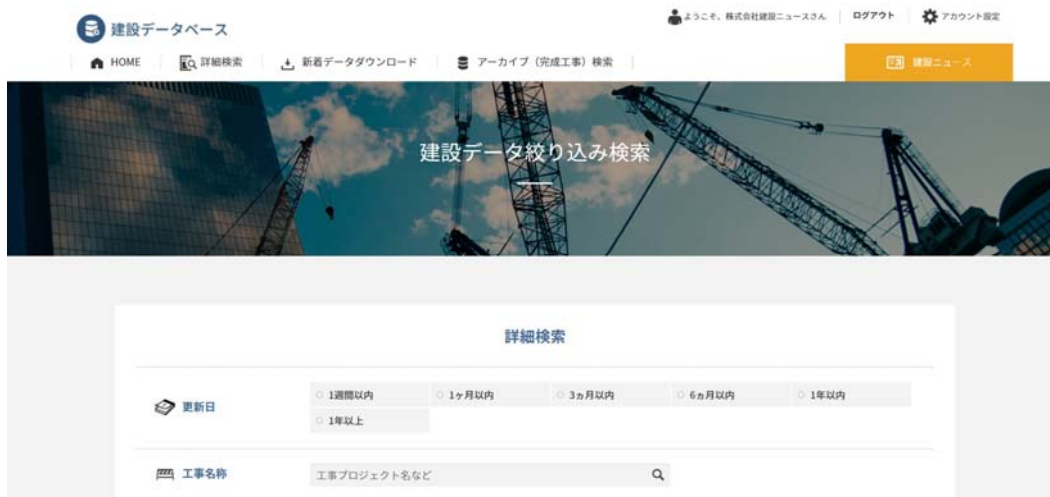 建設データベース
ようこそ、株式会社建設ニュースさん ログアウト アカウント設定
HOME 詳細検索 新着データダウンロード アーカイブ（完成工事）検索 建設ニュース
建設データ絞り込み検索
詳細検索
更新日 1週間以内 1ヶ月以内 3ヵ月以内 6ヵ月以内 1年以内
1年以上
工事名称 工事プロジェクト名など